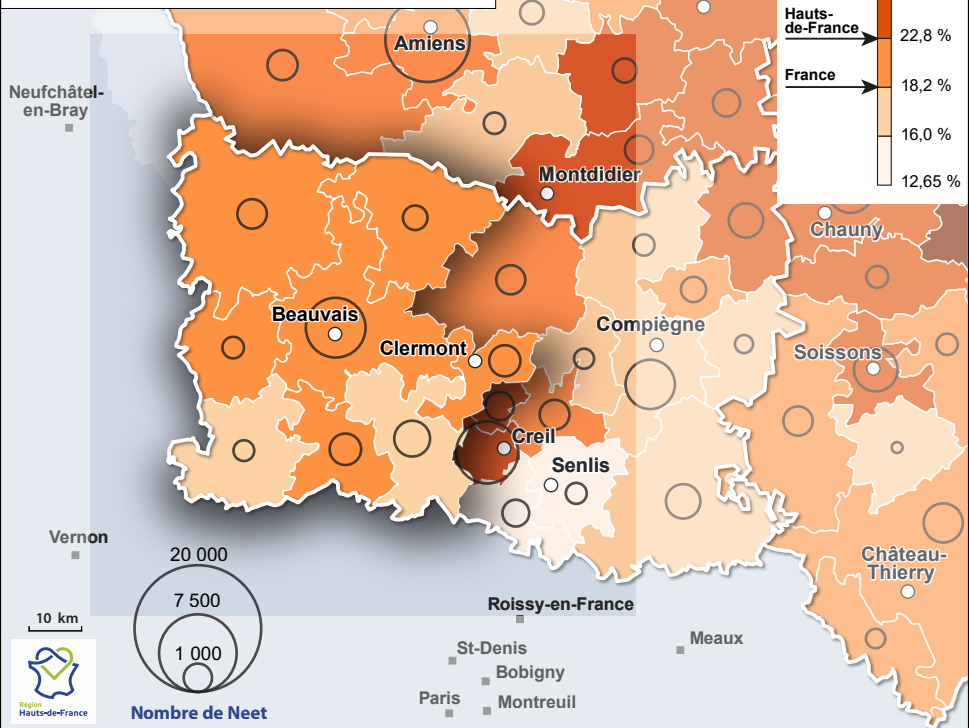 Hauts-
de-France
22,8 %
France
18,2 %
16,0 %
12,65 %
Amiens
Neufchâtel-
en-Bray
Montdidier
Chauny
Beauvais
Compiègne
Clermont
Soissons
Creil
Senlis
Vernon
Château-
Thierry
20 000
7 500
1 000
Nombre de Neet
10 km
Région
Hauts-de-France
Roissy-en-France
St-Denis
Meaux
Bobigny
Paris
Montreuil